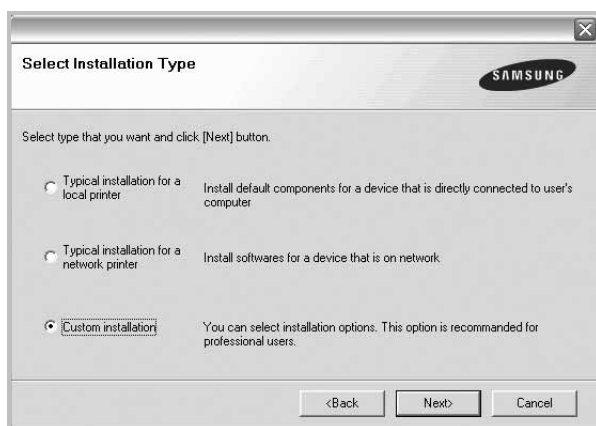 Select Installation Type
SAMSUNG
Select type that you want and click [Next] button.
Typical installation for a
local printer
Install default components for a device that is directly connected to user's
computer
Typical installation for a
network printer
Install softwares for a device that is on network
Custom installation
You can select installation options. This option is recommanded for
professional users.
<Back
Next>
Cancel